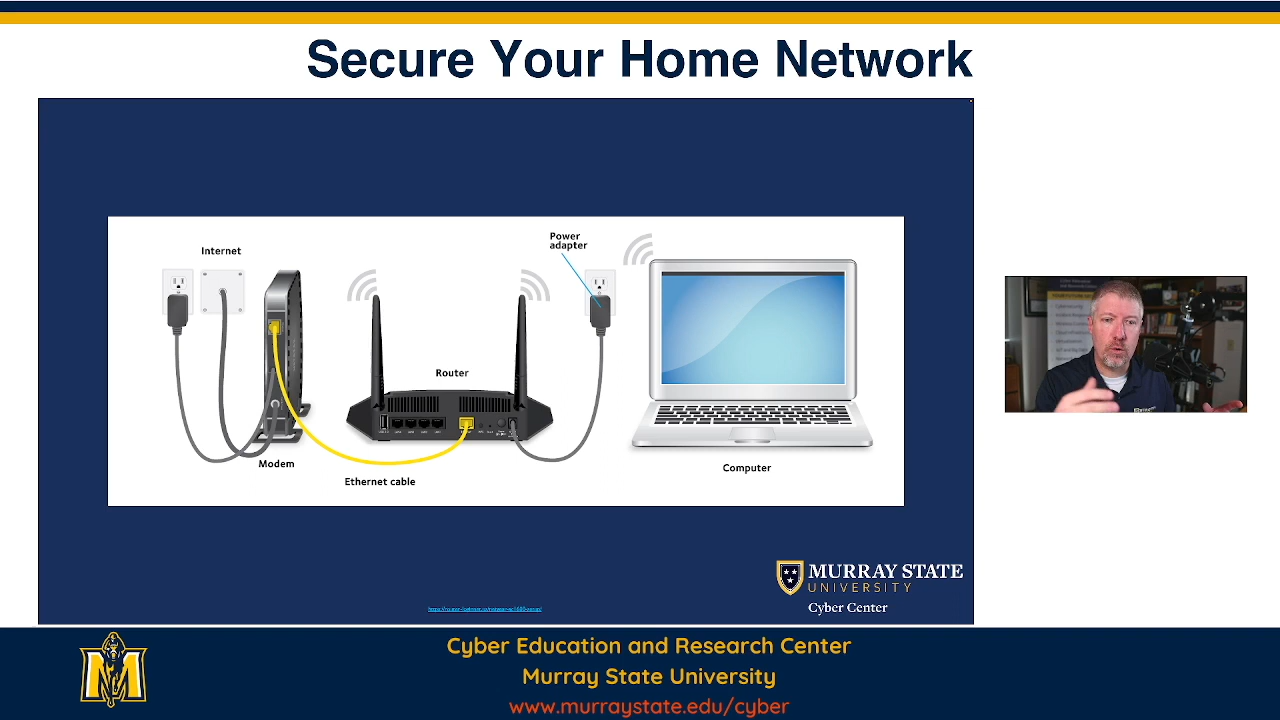 Secure Your Home Network
Internet
Power
adapter
Router
Modem
Ethernet cable
Computer
MURRAY STATE
UNIVERSITY
Cyber Center
Cyber Education and Research Center
Murray State University
www.murraystate.edu/cyber